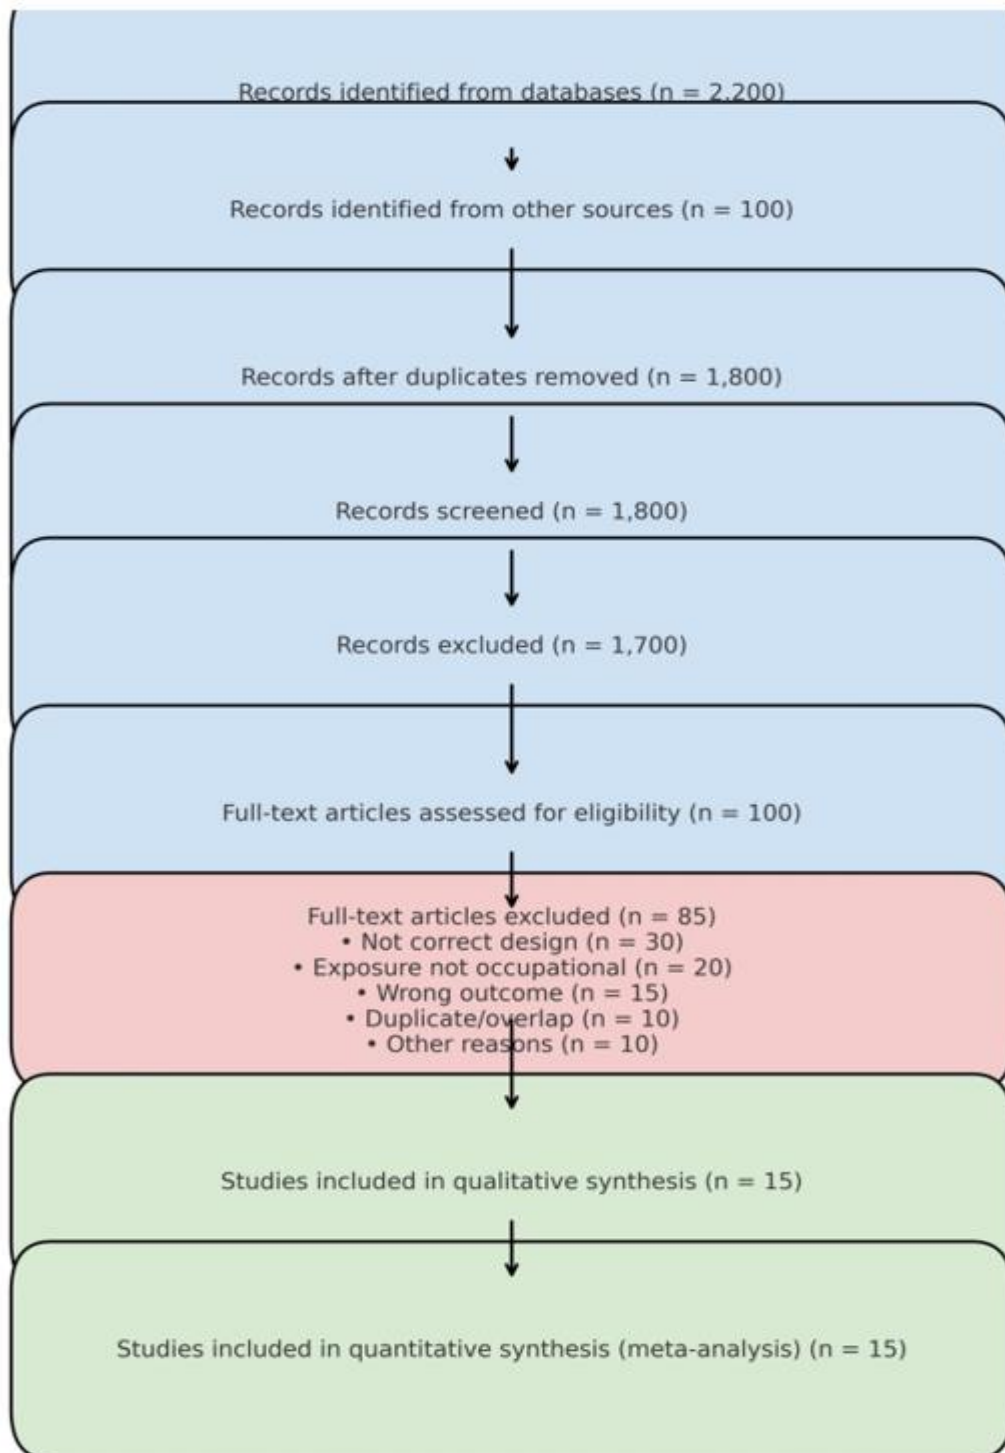 Records identified from databases (n = 2,200)
Records identified from other sources (n = 100)
Records after duplicates removed (n = 1,800)
Records screened (n = 1,800)
Records excluded (n = 1,700)
Full-text articles assessed for eligibility (n = 100)
Full-text articles excluded (n = 85)
• Not correct design (n = 30)
• Exposure not occupational (n = 20)
• Wrong outcome (n = 15)
• Duplicate/overlap (n = 10)
• Other reasons (n = 10)
Studies included in qualitative synthesis (n = 15)
Studies included in quantitative synthesis (meta-analysis) (n = 15)